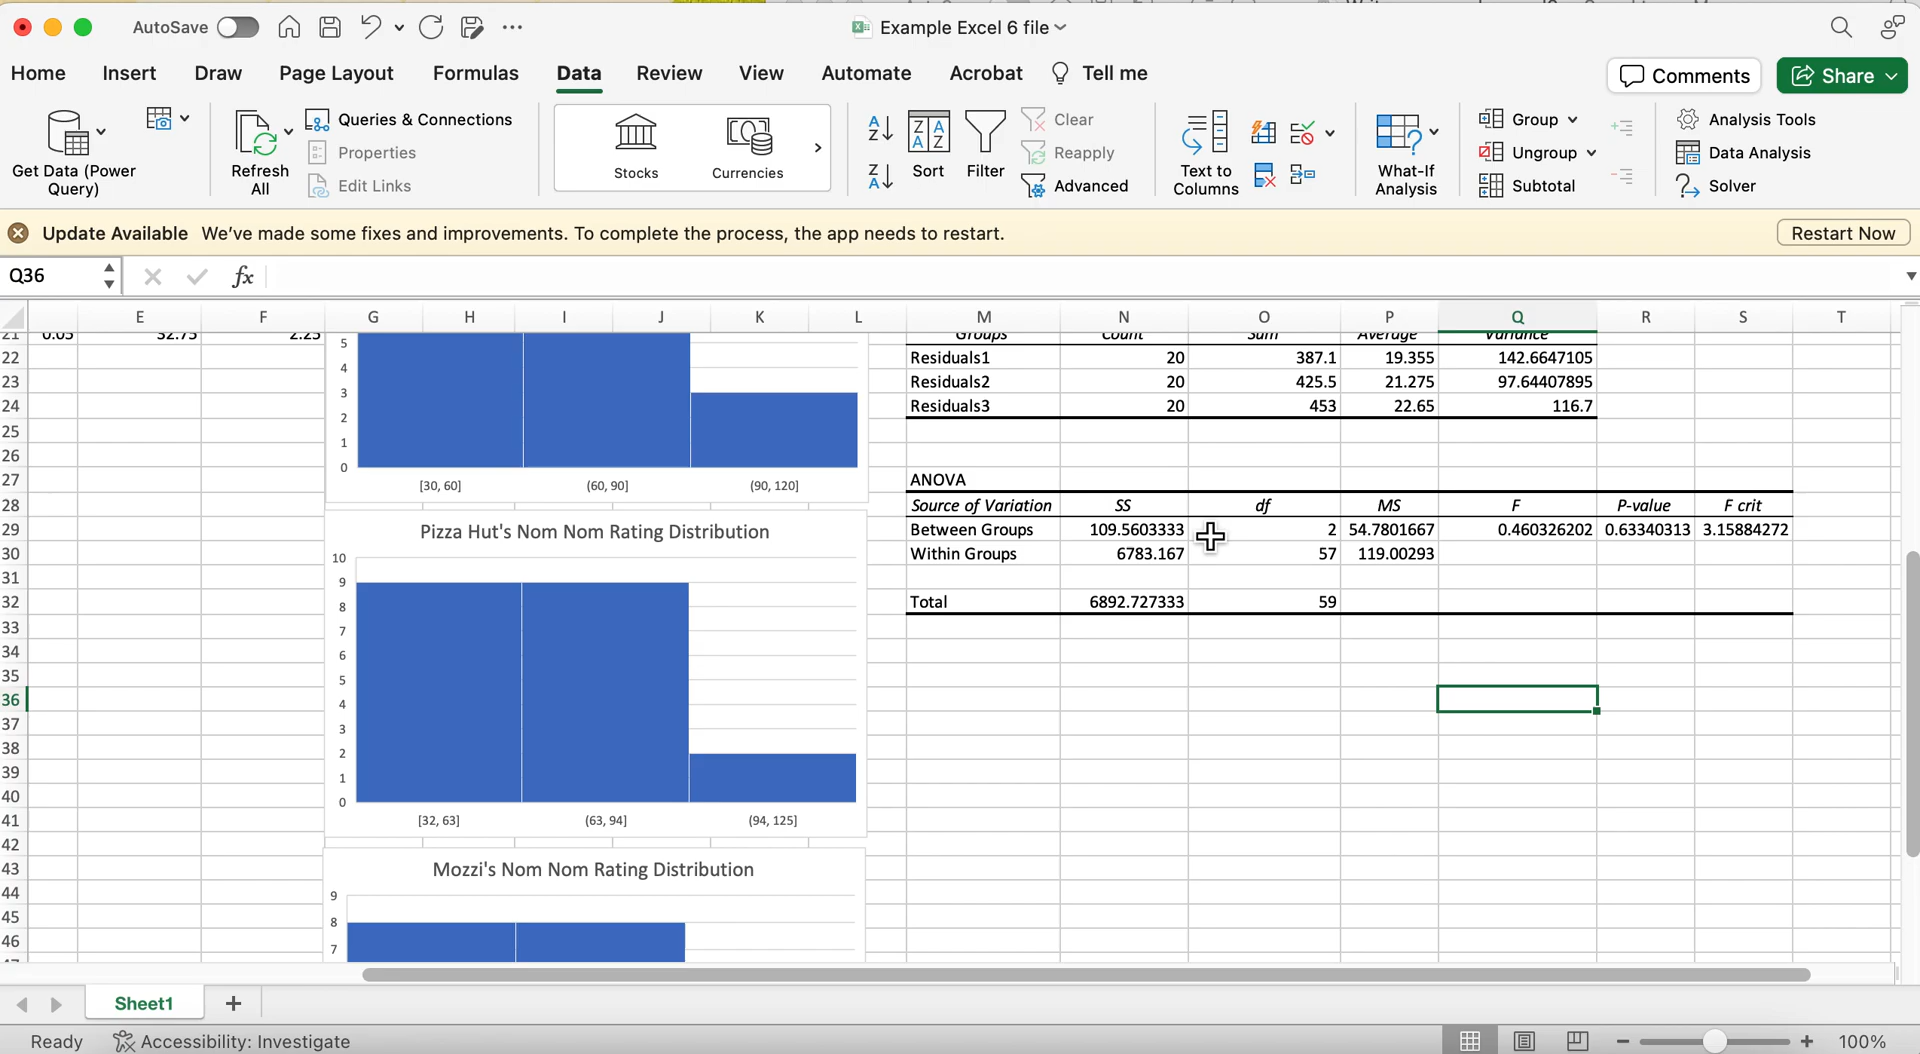 AutoSave
Example Excel 6 file
Home Insert Draw Page Layout Formulas Data Review View Automate Acrobat Tell me
Comments Share
Get Data (Power Query)
Refresh All
Queries & Connections
Properties
Edit Links
Stocks Currencies
Sort Filter
Clear
Reapply
Advanced
Text to Columns
What-If Analysis
Group
Ungroup
Subtotal
Analysis Tools
Data Analysis
Solver
Update Available We've made some fixes and improvements. To complete the process, the app needs to restart. Restart Now
Q36 fx
E F G H I J K L M N O P Q R S T
21 0.05 32.75 2.25 Groups Count Sum Average Variance
22 Residuals1 20 387.1 19.355 142.6647105
23 Residuals2 20 425.5 21.275 97.64407895
24 Residuals3 20 453 22.65 116.7
25
26
27 ANOVA
28 Source of Variation SS df MS F P-value F crit
29 Between Groups 109.5603333 2 54.7801667 0.460326202 0.63340313 3.15884272
30 Within Groups 6783.167 57 119.00293
31
32 Total 6892.727333 59
33
34
35
36
37
38
39
40
41
42
43
44
45
46
5
4
3
2
1
0
[30, 60] (60, 90] (90, 120]
Pizza Hut's Nom Nom Rating Distribution
10
9
8
7
6
5
4
3
2
1
0
[32, 63] (63, 94] (94, 125]
Mozzi's Nom Nom Rating Distribution
9
8
7
Sheet1
Ready Accessibility: Investigate 100%